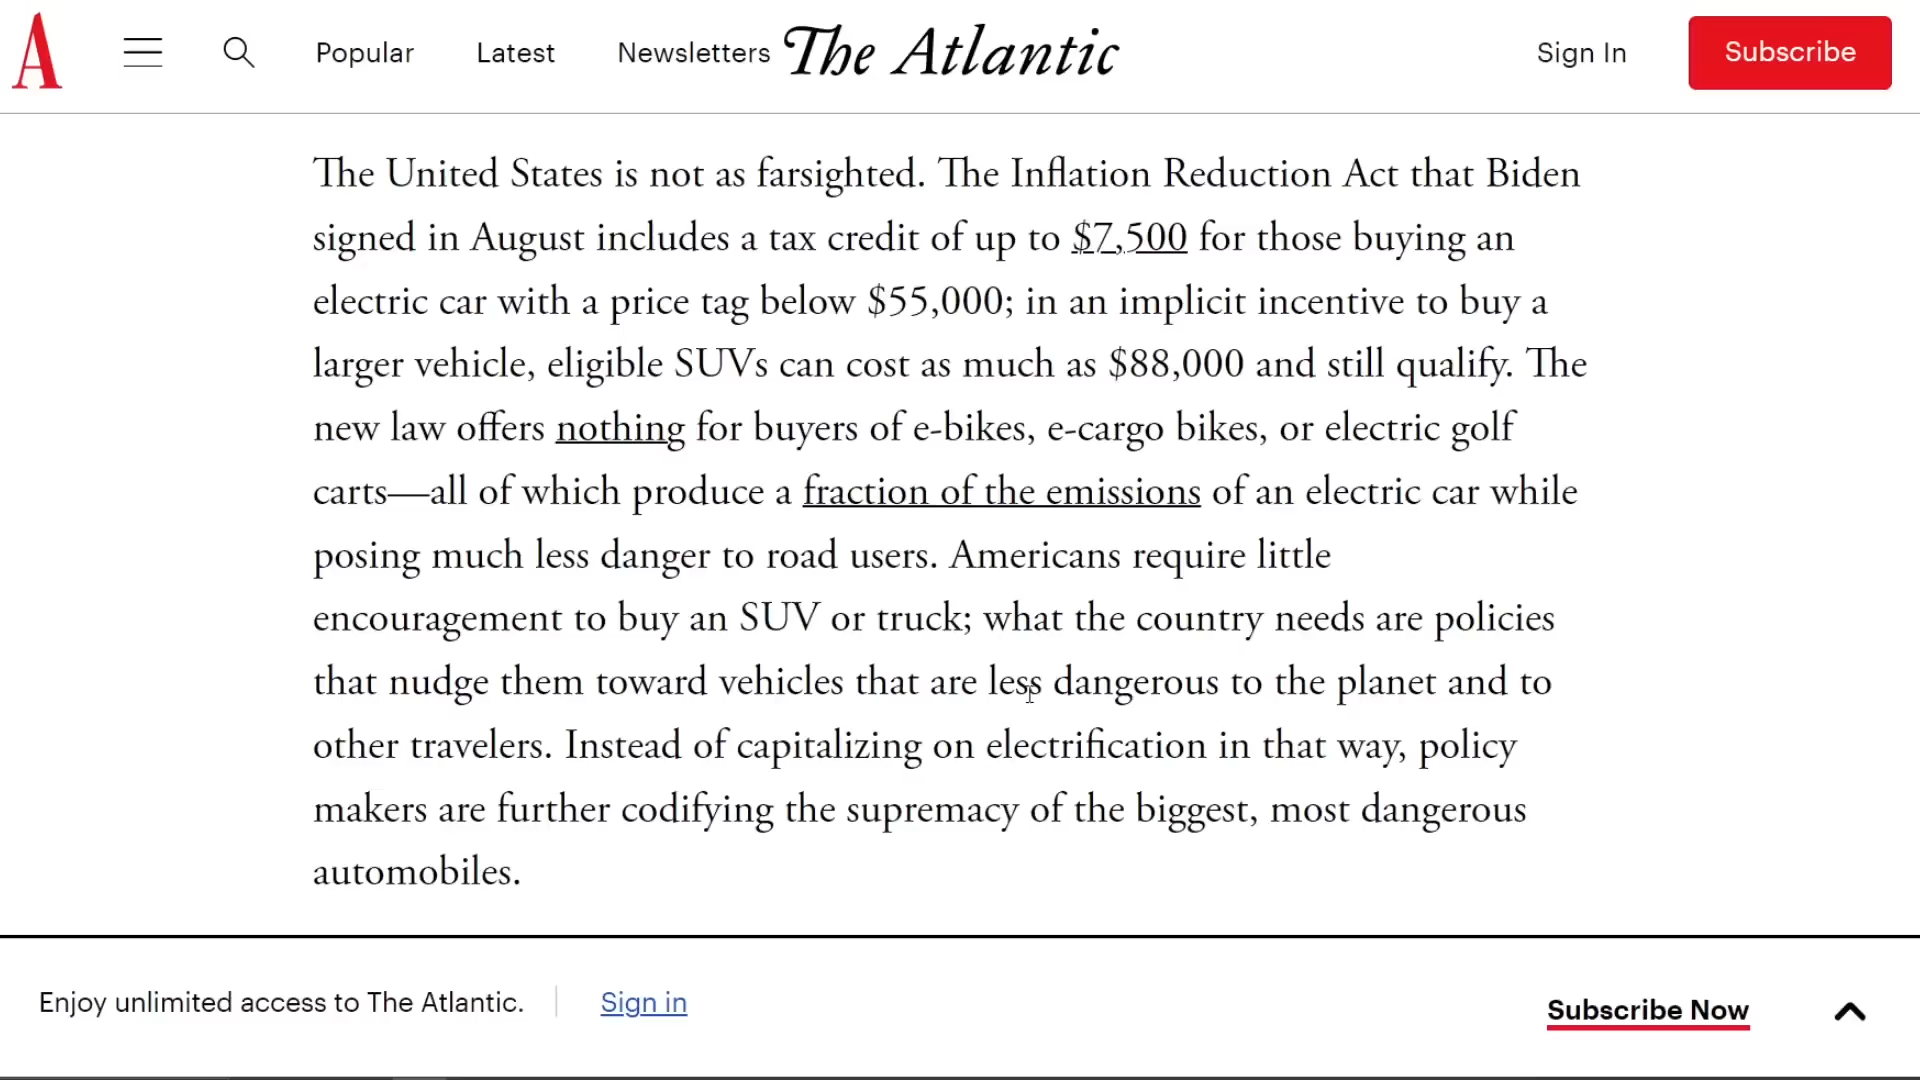 A Popular Latest Newsletters The Atlantic Sign In Subscribe
The United States is not as farsighted. The Inflation Reduction Act that Biden
signed in August includes a tax credit of up to $7,500 for those buying an
electric car with a price tag below $55,000; in an implicit incentive to buy a
larger vehicle, eligible SUVs can cost as much as $88,000 and still qualify. The
new law offers nothing for buyers of e-bikes, e-cargo bikes, or electric golf
carts—all of which produce a fraction of the emissions of an electric car while
posing much less danger to road users. Americans require little
encouragement to buy an SUV or truck; what the country needs are policies
that nudge them toward vehicles that are less dangerous to the planet and to
other travelers. Instead of capitalizing on electrification in that way, policy
makers are further codifying the supremacy of the biggest, most dangerous
automobiles.
Enjoy unlimited access to The Atlantic. Sign in Subscribe Now